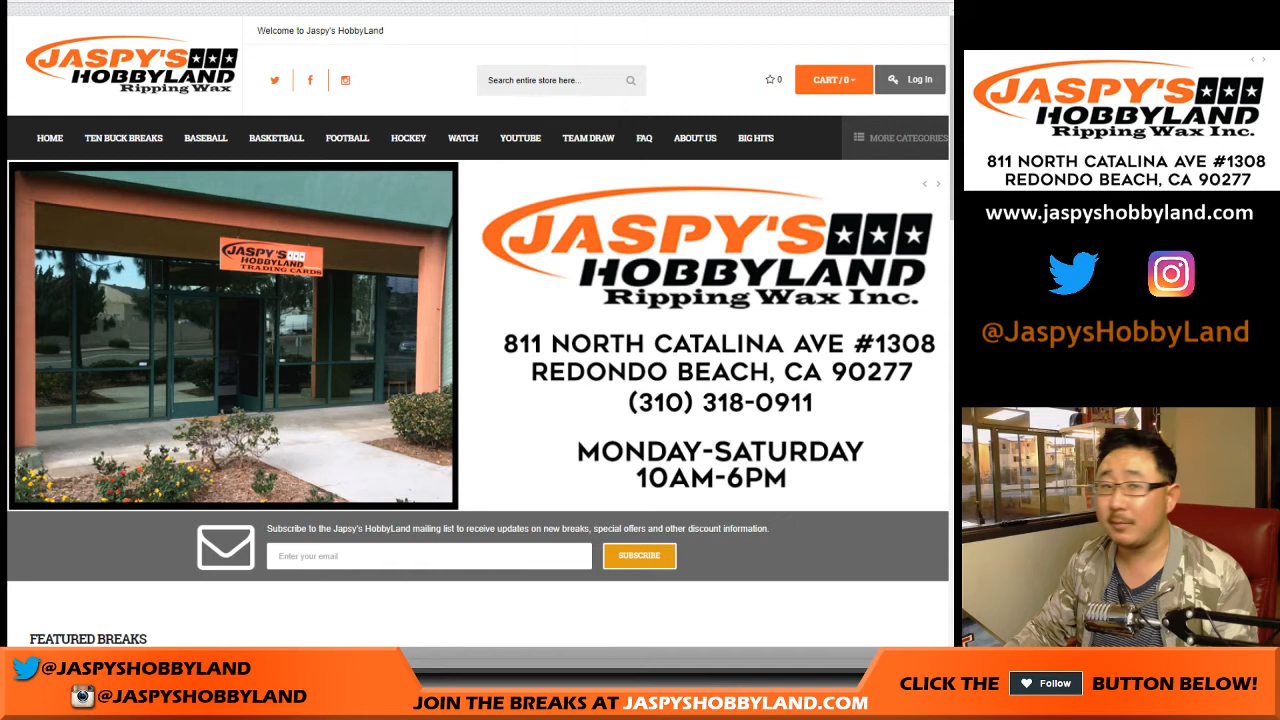 Welcome to Jaspy's HobbyLand
JASPY'S
HOBBYLAND
Ripping Wax
Search entire store here...
0
CART / 0
Log In
HOME
TEN BUCK BREAKS
BASEBALL
BASKETBALL
FOOTBALL
HOCKEY
WATCH
YOUTUBE
TEAM DRAW
FAQ
ABOUT US
BIG HITS
MORE CATEGORIES
JASPY'S
HOBBYLAND
TRADING CARDS
JASPY'S
HOBBYLAND
Ripping Wax Inc.
811 NORTH CATALINA AVE #1308
REDONDO BEACH, CA 90277
(310) 318-0911
MONDAY-SATURDAY
10AM-6PM
Subscribe to the Japsy's HobbyLand mailing list to receive updates on new breaks, special offers and other discount information.
Enter your email
SUBSCRIBE
FEATURED BREAKS
JASPY'S
HOBBYLAND
Ripping Wax Inc.
811 NORTH CATALINA AVE #1308
REDONDO BEACH, CA 90277
www.jaspyshobbyland.com
@JaspysHobbyLand
@JASPYSHOBBYLAND
@JASPYSHOBBYLAND
JOIN THE BREAKS AT JASPYSHOBBYLAND.COM
CLICK THE Follow BUTTON BELOW!